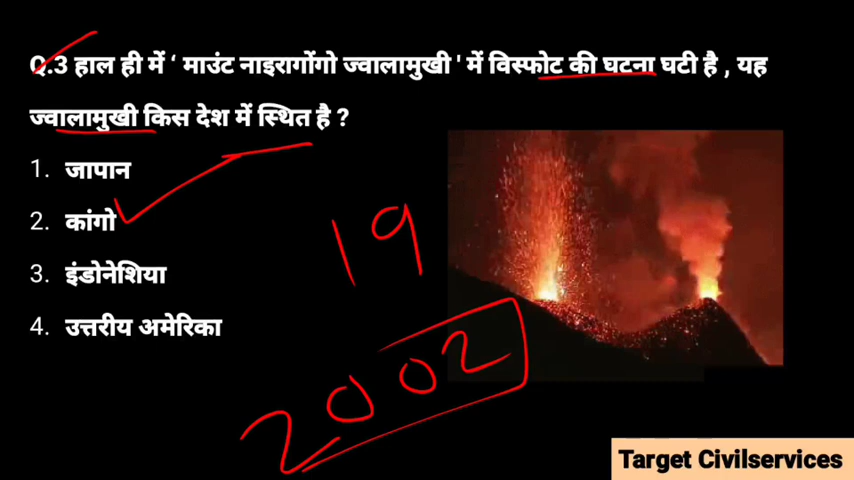 Q.3 हाल ही में ‘ माउंट नाइरागोंगो ज्वालामुखी ' में विस्फोट की घटना घटी है , यह
ज्वालामुखी किस देश में स्थित है ?
1. जापान
2. कांगो
3. इंडोनेशिया
4. उत्तरीय अमेरिका
19
2002
Target Civilservices